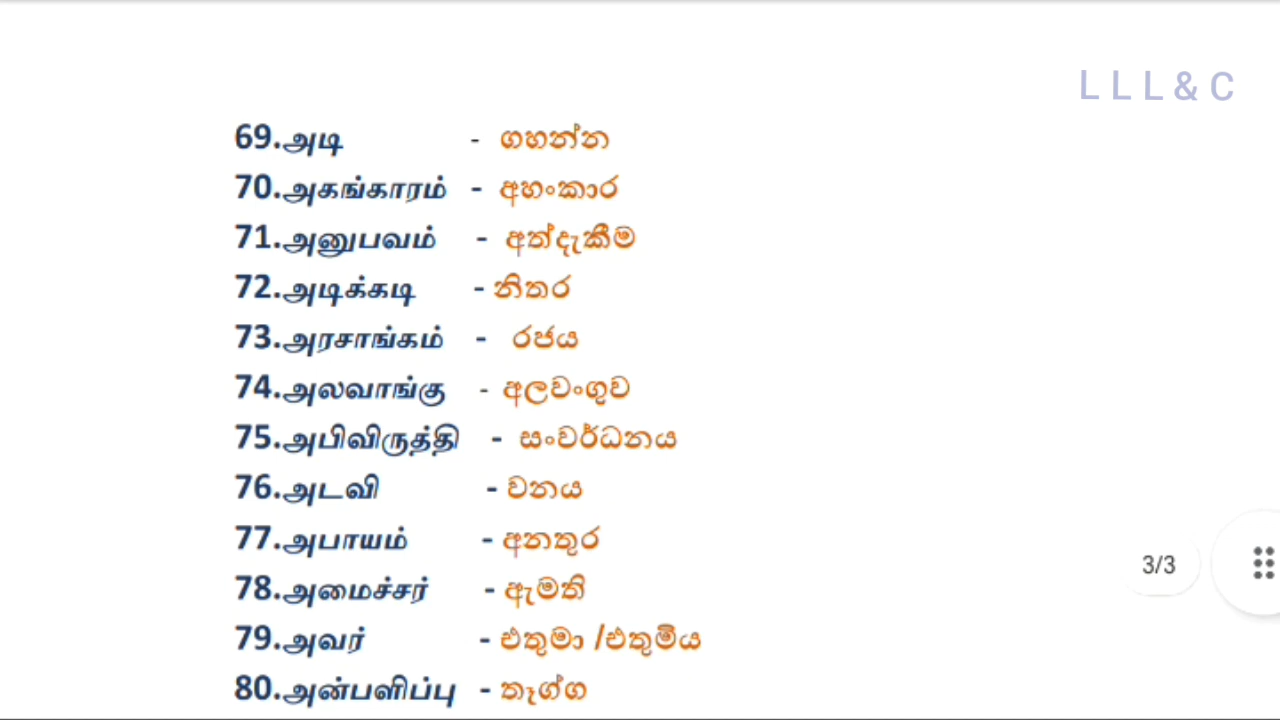 L L L & C
69.அடி - ගහන්න
70.அகங்காரம் - අහංකාර
71.அனுபவம் - අත්දැකීම
72.அடிக்கடி - නිතර
73.அரசாங்கம் - රජය
74.அலவாங்கு - අලවංගුව
75.அபிவிருத்தி - සංවර්ධනය
76.அடவி - වනය
77.அபாயம் - අනතුර
3/3
78.அமைச்சர் - ඇමති
79.அவர் - එතුමා /එතුමිය
80.அன்பளிப்பு - තෑග්ග